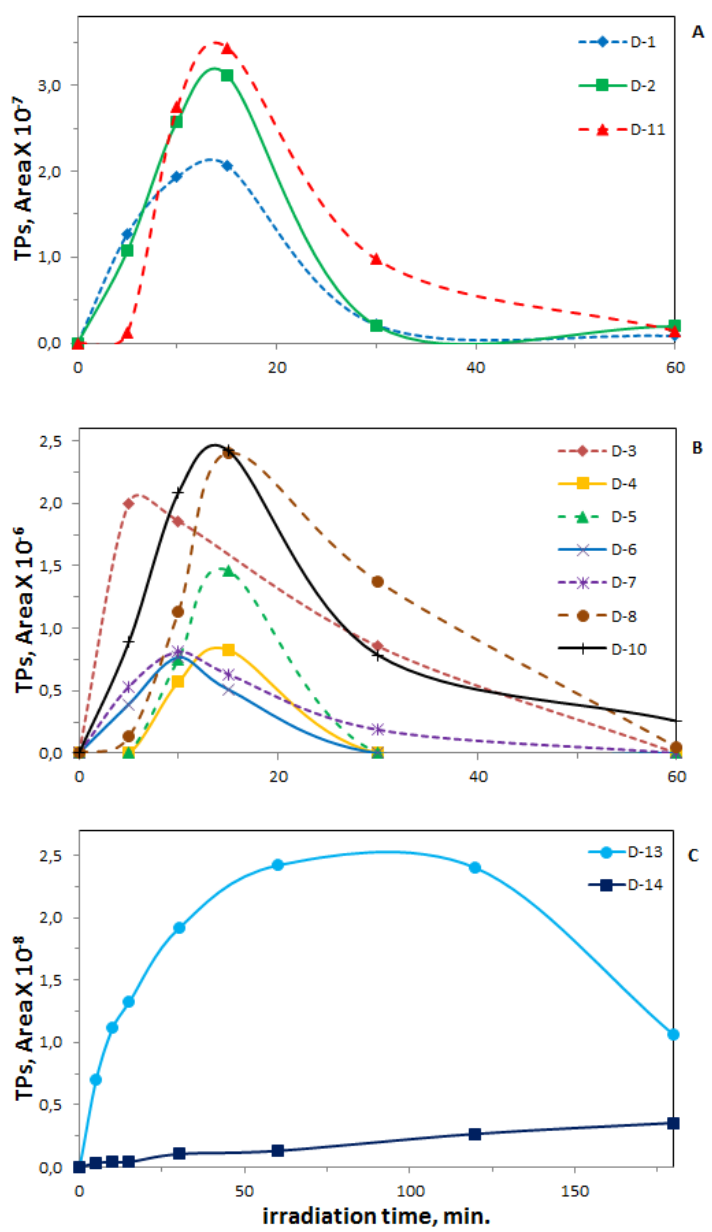 A
TPs, Area X 10-7
3,0
2,0
1,0
0,0
D-1
D-2
D-11
0 20 40 60
B
TPs, Area X 10-6
2,5
2,0
1,5
1,0
0,5
0,0
D-3
D-4
D-5
D-6
D-7
D-8
D-10
0 20 40 60
C
TPs, Area X 10-8
2,5
2,0
1,5
1,0
0,5
0,0
D-13
D-14
0 50 100 150
irradiation time, min.